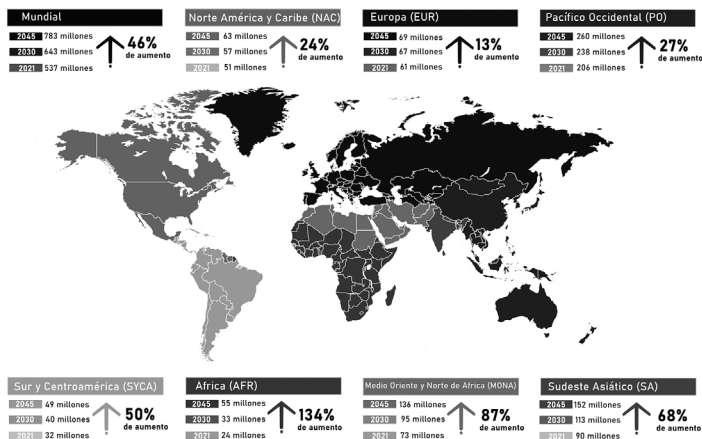 Mundial
2045 783 millones
2030 643 millones
2021 537 millones
46%
de aumento
Norte América y Caribe (NAC)
2045 63 millones
2030 57 millones
2021 51 millones
24%
de aumento
Europa (EUR)
2045 69 millones
2030 67 millones
2021 61 millones
13%
de aumento
Pacífico Occidental (PO)
2045 260 millones
2030 238 millones
2021 206 millones
27%
de aumento
Sur y Centroamérica (SYCA)
2045 49 millones
2030 40 millones
2021 32 millones
50%
de aumento
Africa (AFR)
2045 55 millones
2030 33 millones
2021 24 millones
134%
de aumento
Medio Oriente y Norte de Africa (MONA)
2045 136 millones
2030 95 millones
2021 73 millones
87%
de aumento
Sudeste Asiático (SA)
2045 152 millones
2030 113 millones
2021 90 millones
68%
de aumento